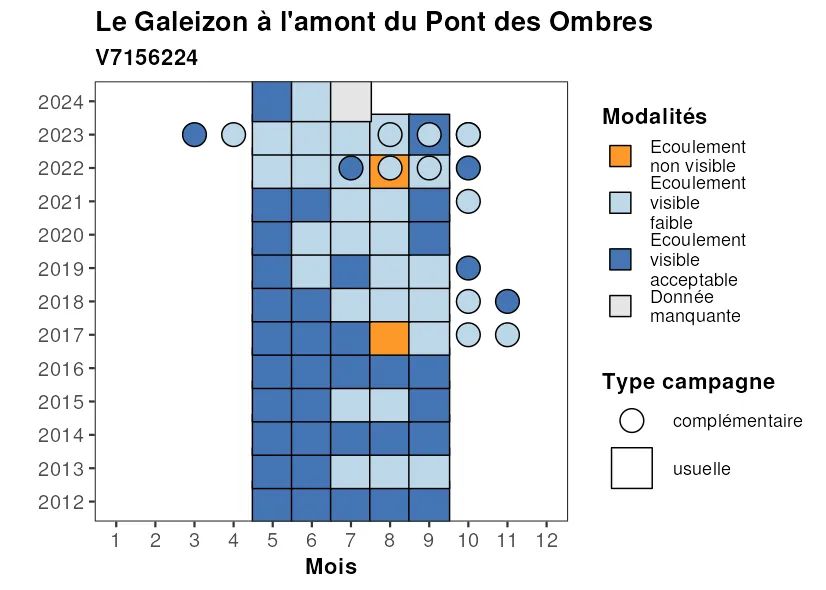 Le Galeizon à l'amont du Pont des Ombres
V7156224
2024
2023
2022
2021
2020
2019
2018
2017
2016
2015
2014
2013
2012
1 2 3 4 5 6 7 8 9 10 11 12
Mois
Modalités
Ecoulement
non visible
Ecoulement
visible
faible
Ecoulement
visible
acceptable
Donnée
manquante
Type campagne
complémentaire
usuelle